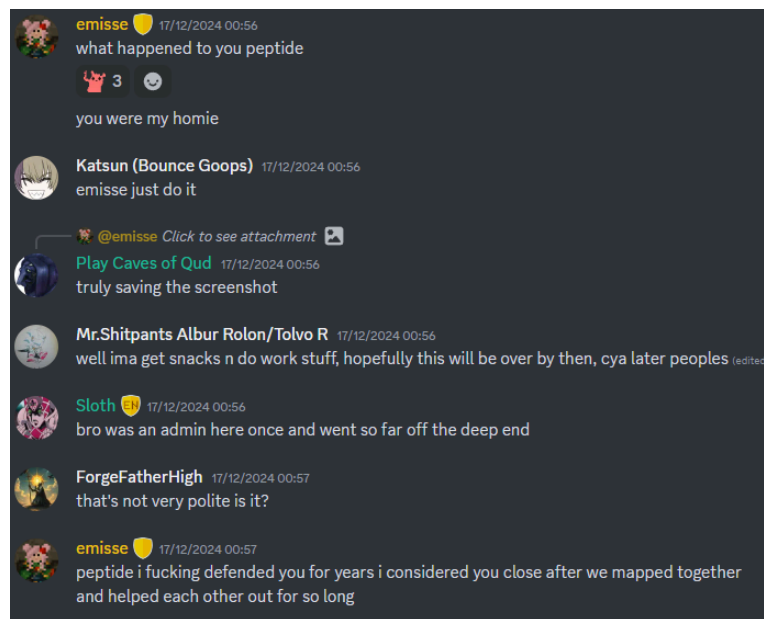 emisse 17/12/2024 00:56
what happened to you peptide
3
you were my homie
Katsun (Bounce Goops) 17/12/2024 00:56
emisse just do it
@emisse Click to see attachment
Play Caves of Qud 17/12/2024 00:56
truly saving the screenshot
Mr.Shitpants Albur Rolon/Tolvo R 17/12/2024 00:56
well ima get snacks n do work stuff, hopefully this will be over by then, cya later peoples (edited
Sloth EN 17/12/2024 00:56
bro was an admin here once and went so far off the deep end
ForgeFatherHigh 17/12/2024 00:57
that's not very polite is it?
emisse 17/12/2024 00:57
peptide i fucking defended you for years i considered you close after we mapped together
and helped each other out for so long